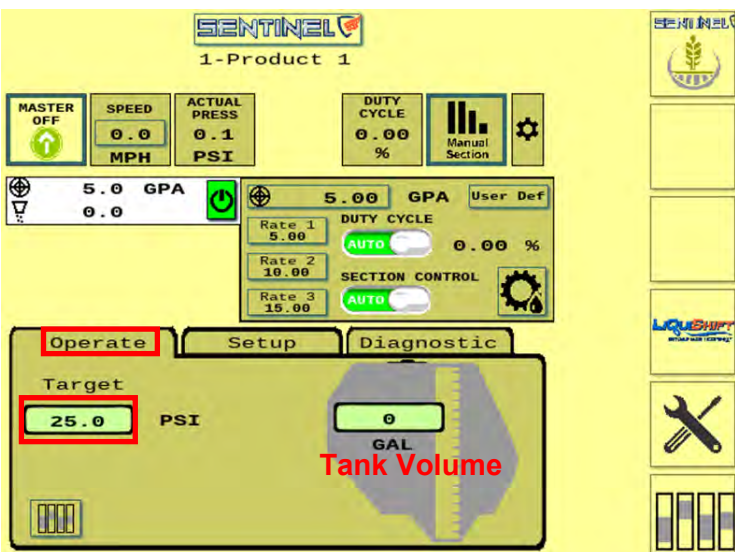 SENTINEL
SENTINEL
1-Product 1
MASTER OFF
SPEED
0.0
MPH
ACTUAL PRESS
0.1
PSI
DUTY CYCLE
0.00
%
Manual Section
5.0 GPA
0.0
5.00 GPA User Def
Rate 1
5.00
DUTY CYCLE
AUTO 0.00 %
Rate 2
10.00
SECTION CONTROL
Rate 3
15.00
AUTO
LIQUISHIFT
Operate Setup Diagnostic
Target
25.0 PSI
0
GAL
Tank Volume